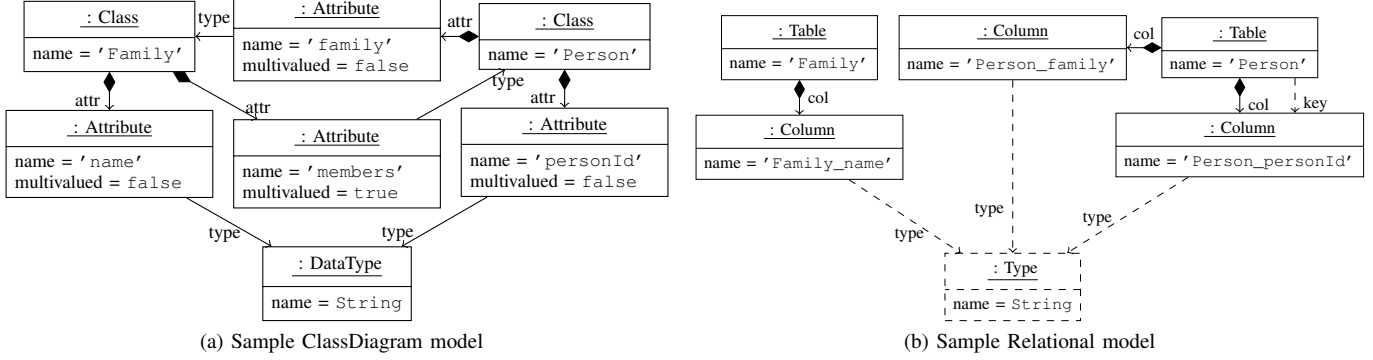 : Class
name = 'Family'
type
: Attribute
name = 'family'
multivalued = false
attr
: Class
name = 'Person'
attr
attr
type
attr
: Attribute
name = 'name'
multivalued = false
: Attribute
name = 'members'
multivalued = true
: Attribute
name = 'personId'
multivalued = false
type
type
: DataType
name = String
(a) Sample ClassDiagram model
: Table
name = 'Family'
: Column
name = 'Person_family'
col
: Table
name = 'Person'
col
col
key
: Column
name = 'Family_name'
: Column
name = 'Person_personId'
type
type
type
: Type
name = String
(b) Sample Relational model